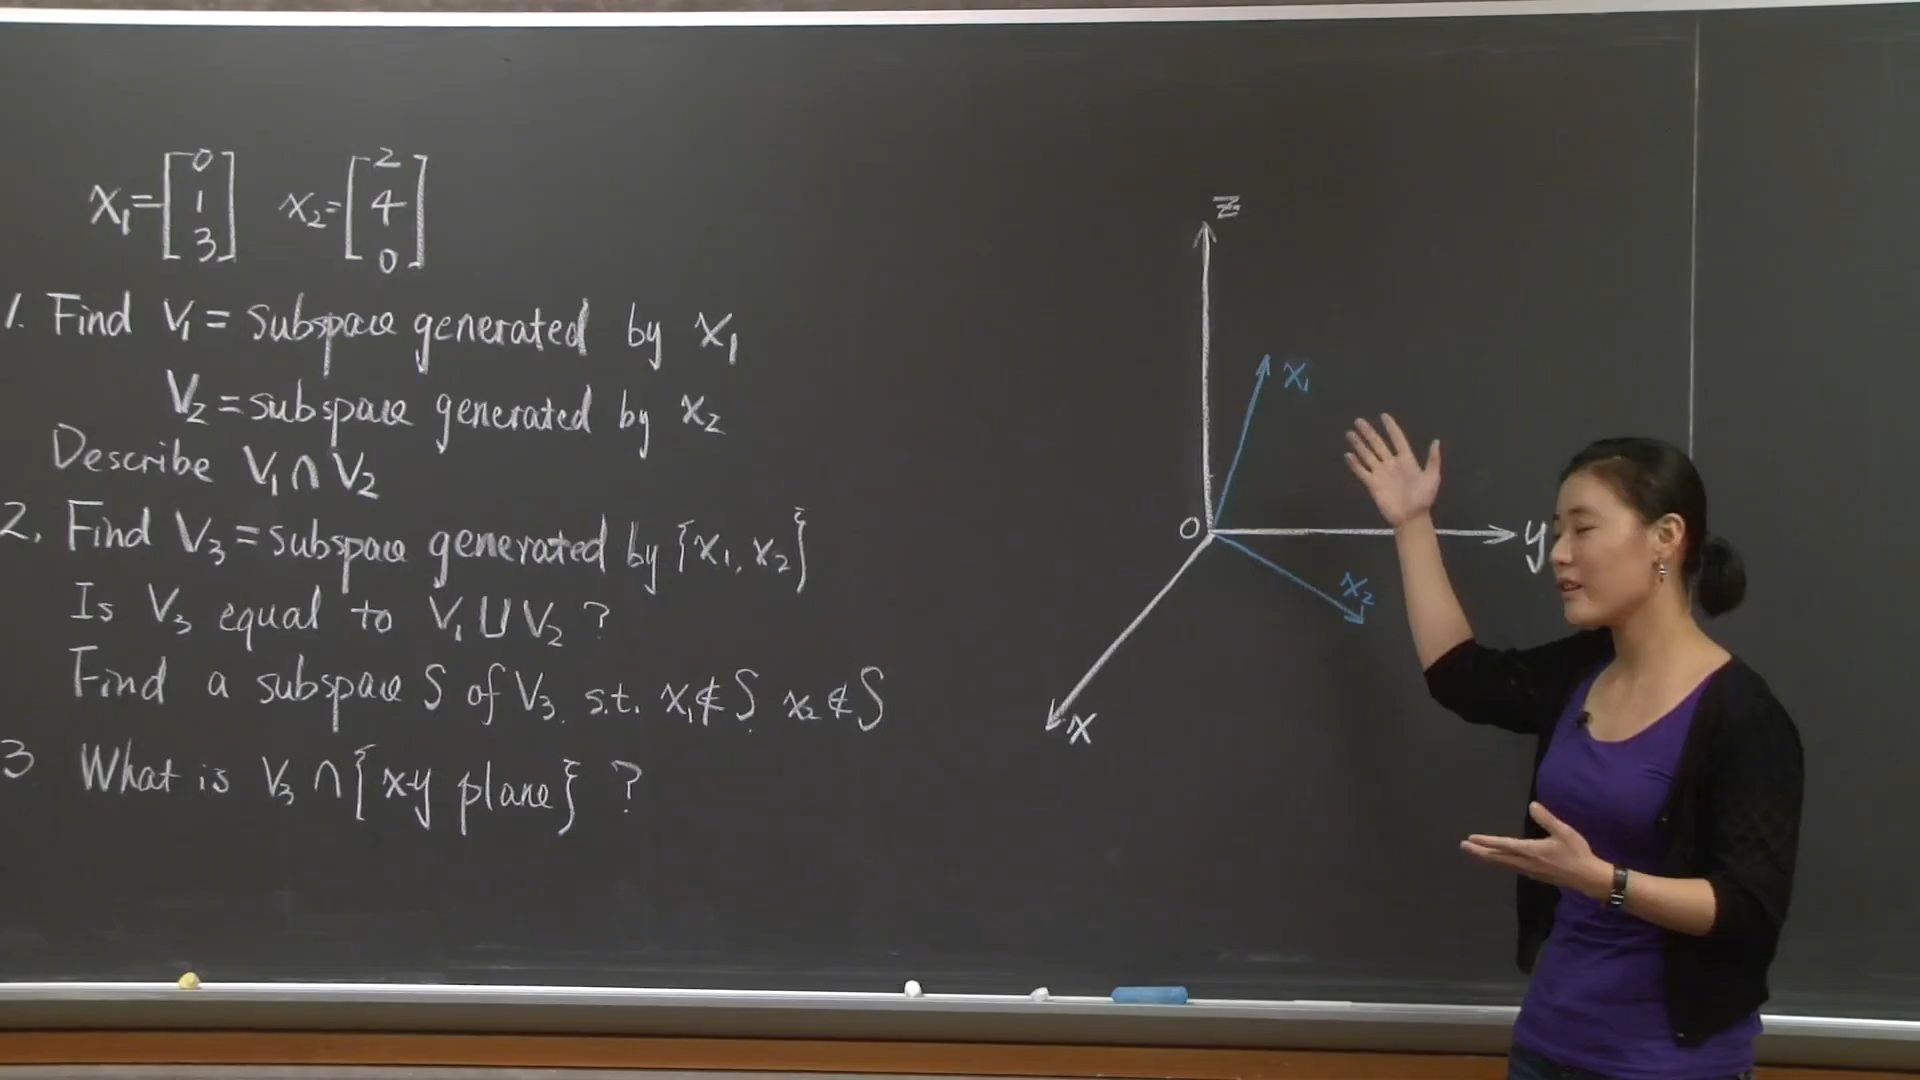 x₁ = [0 1 3] x₂ = [2 4 0]
1. Find V₁ = subspace generated by x₁
V₂ = subspace generated by x₂
Describe V₁ ∩ V₂
2. Find V₃ = subspace generated by {x₁, x₂}
Is V₃ equal to V₁ ∪ V₂ ?
Find a subspace S of V₃ s.t. x₁ ∉ S x₂ ∉ S
3 What is V₃ ∩ {x-y plane} ?
z
x₁
0
y
x₂
x